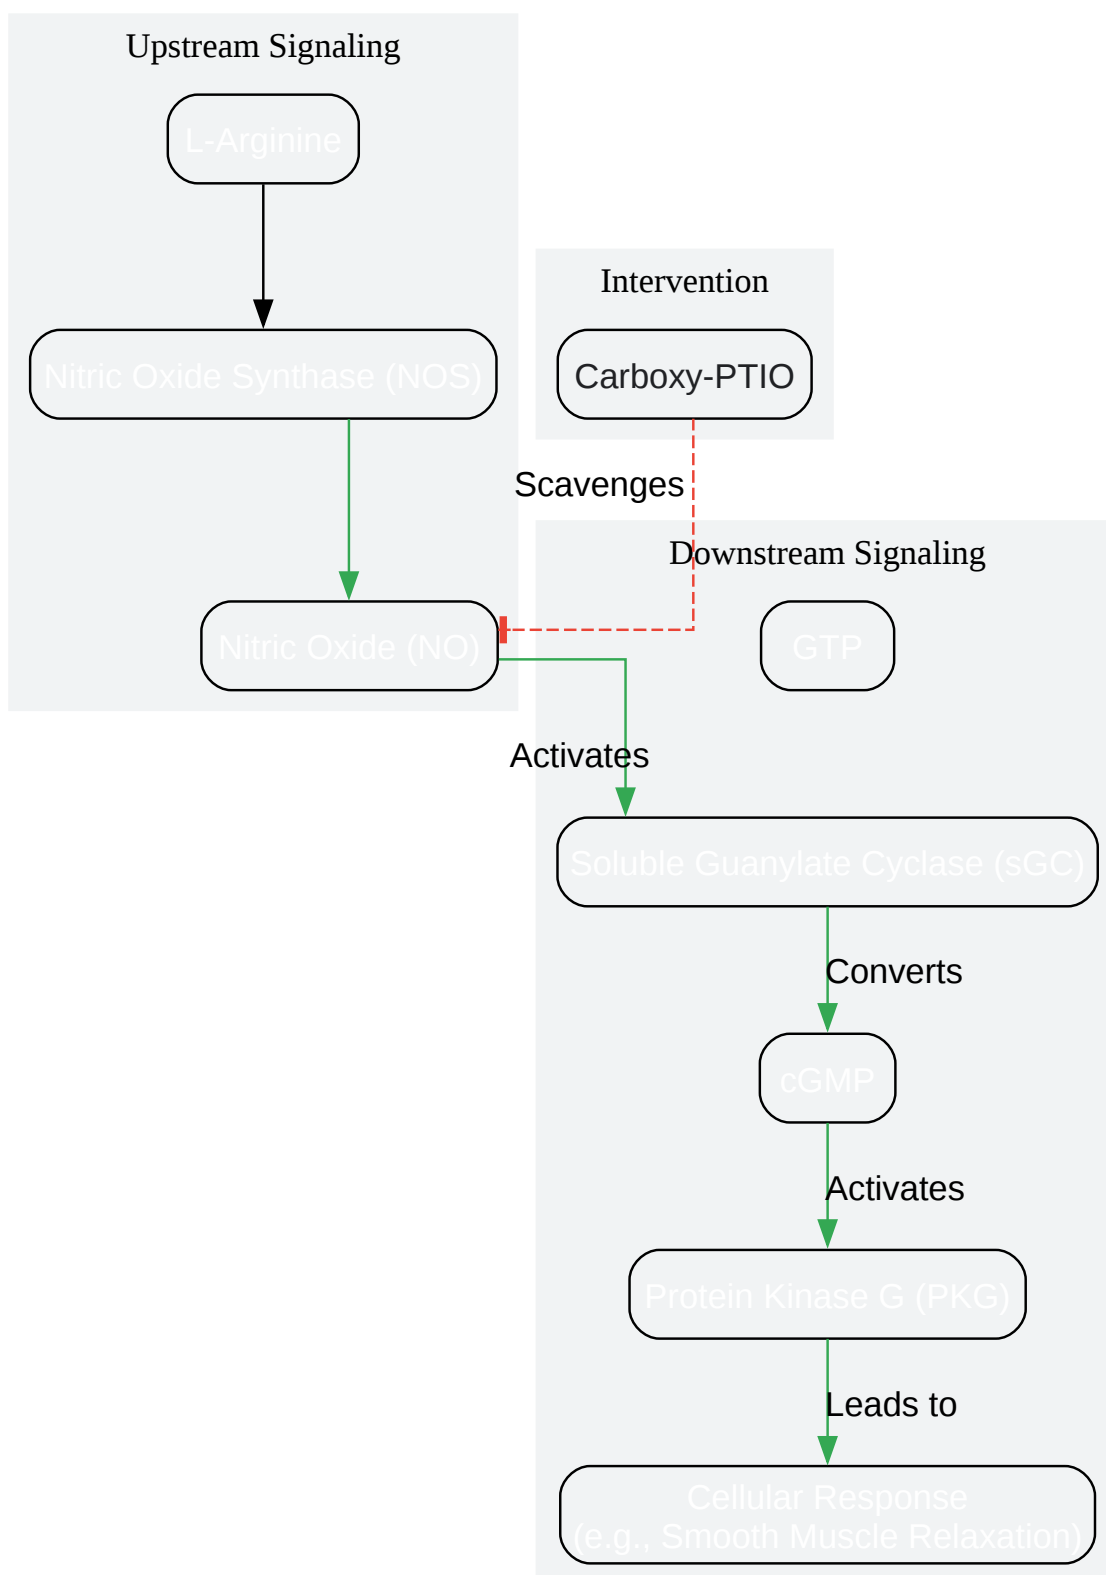 Upstream Signaling
L-Arginine
Intervention
Nitric Oxide Synthase (NOS)
Carboxy-PTIO
Scavenges
Downstream Signaling
Nitric Oxide (NO)
GTP
Activates
Soluble Guanylate Cyclase (sGC)
Converts
cGMP
Activates
Protein Kinase G (PKG)
Leads to
Cellular Response
(e.g., Smooth Muscle Relaxation)